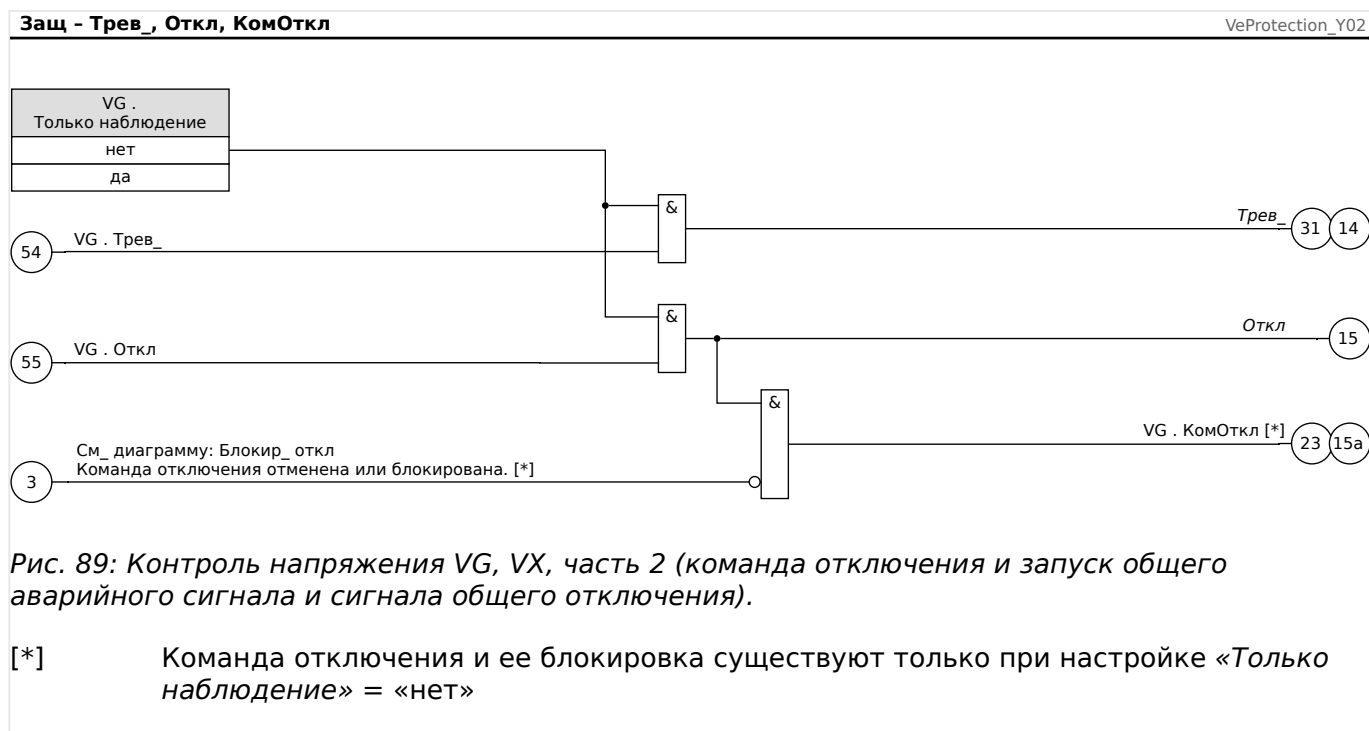 Защ – Трев_, Откл, КомОткл
VeProtection_Y02
VG .
Только наблюдение
нет
да
&
Трев_
31
14
54
VG . Трев_
&
Откл
15
55
VG . Откл
&
VG . КомОткл [*]
23
15a
См_ диаграмму: Блокир_ откл
3
Команда отключения отменена или блокирована. [*]
Рис. 89: Контроль напряжения VG, VX, часть 2 (команда отключения и запуск общего
аварийного сигнала и сигнала общего отключения).
[*] Команда отключения и ее блокировка существуют только при настройке «Только
наблюдение» = «нет»